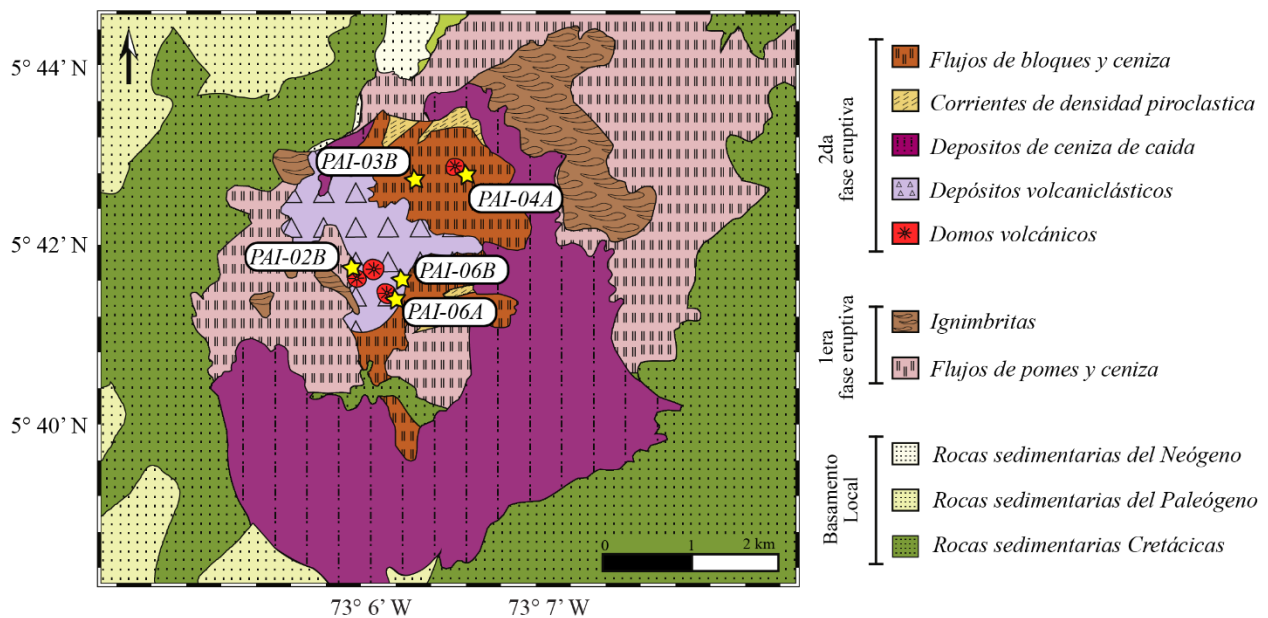 5° 44' N
5° 42' N
5° 40' N
73° 6' W
73° 7' W
PAI-03B
PAI-04A
PAI-02B
PAI-06B
PAI-06A
0 1 2 km
2da
fase eruptiva
Flujos de bloques y ceniza
Corrientes de densidad piroclastica
Depositos de ceniza de caida
Depósitos volcaniclásticos
Domos volcánicos
1era
fase eruptiva
Ignimbritas
Flujos de pomes y ceniza
Basamento
Local
Rocas sedimentarias del Neógeno
Rocas sedimentarias del Paleógeno
Rocas sedimentarias Cretácicas